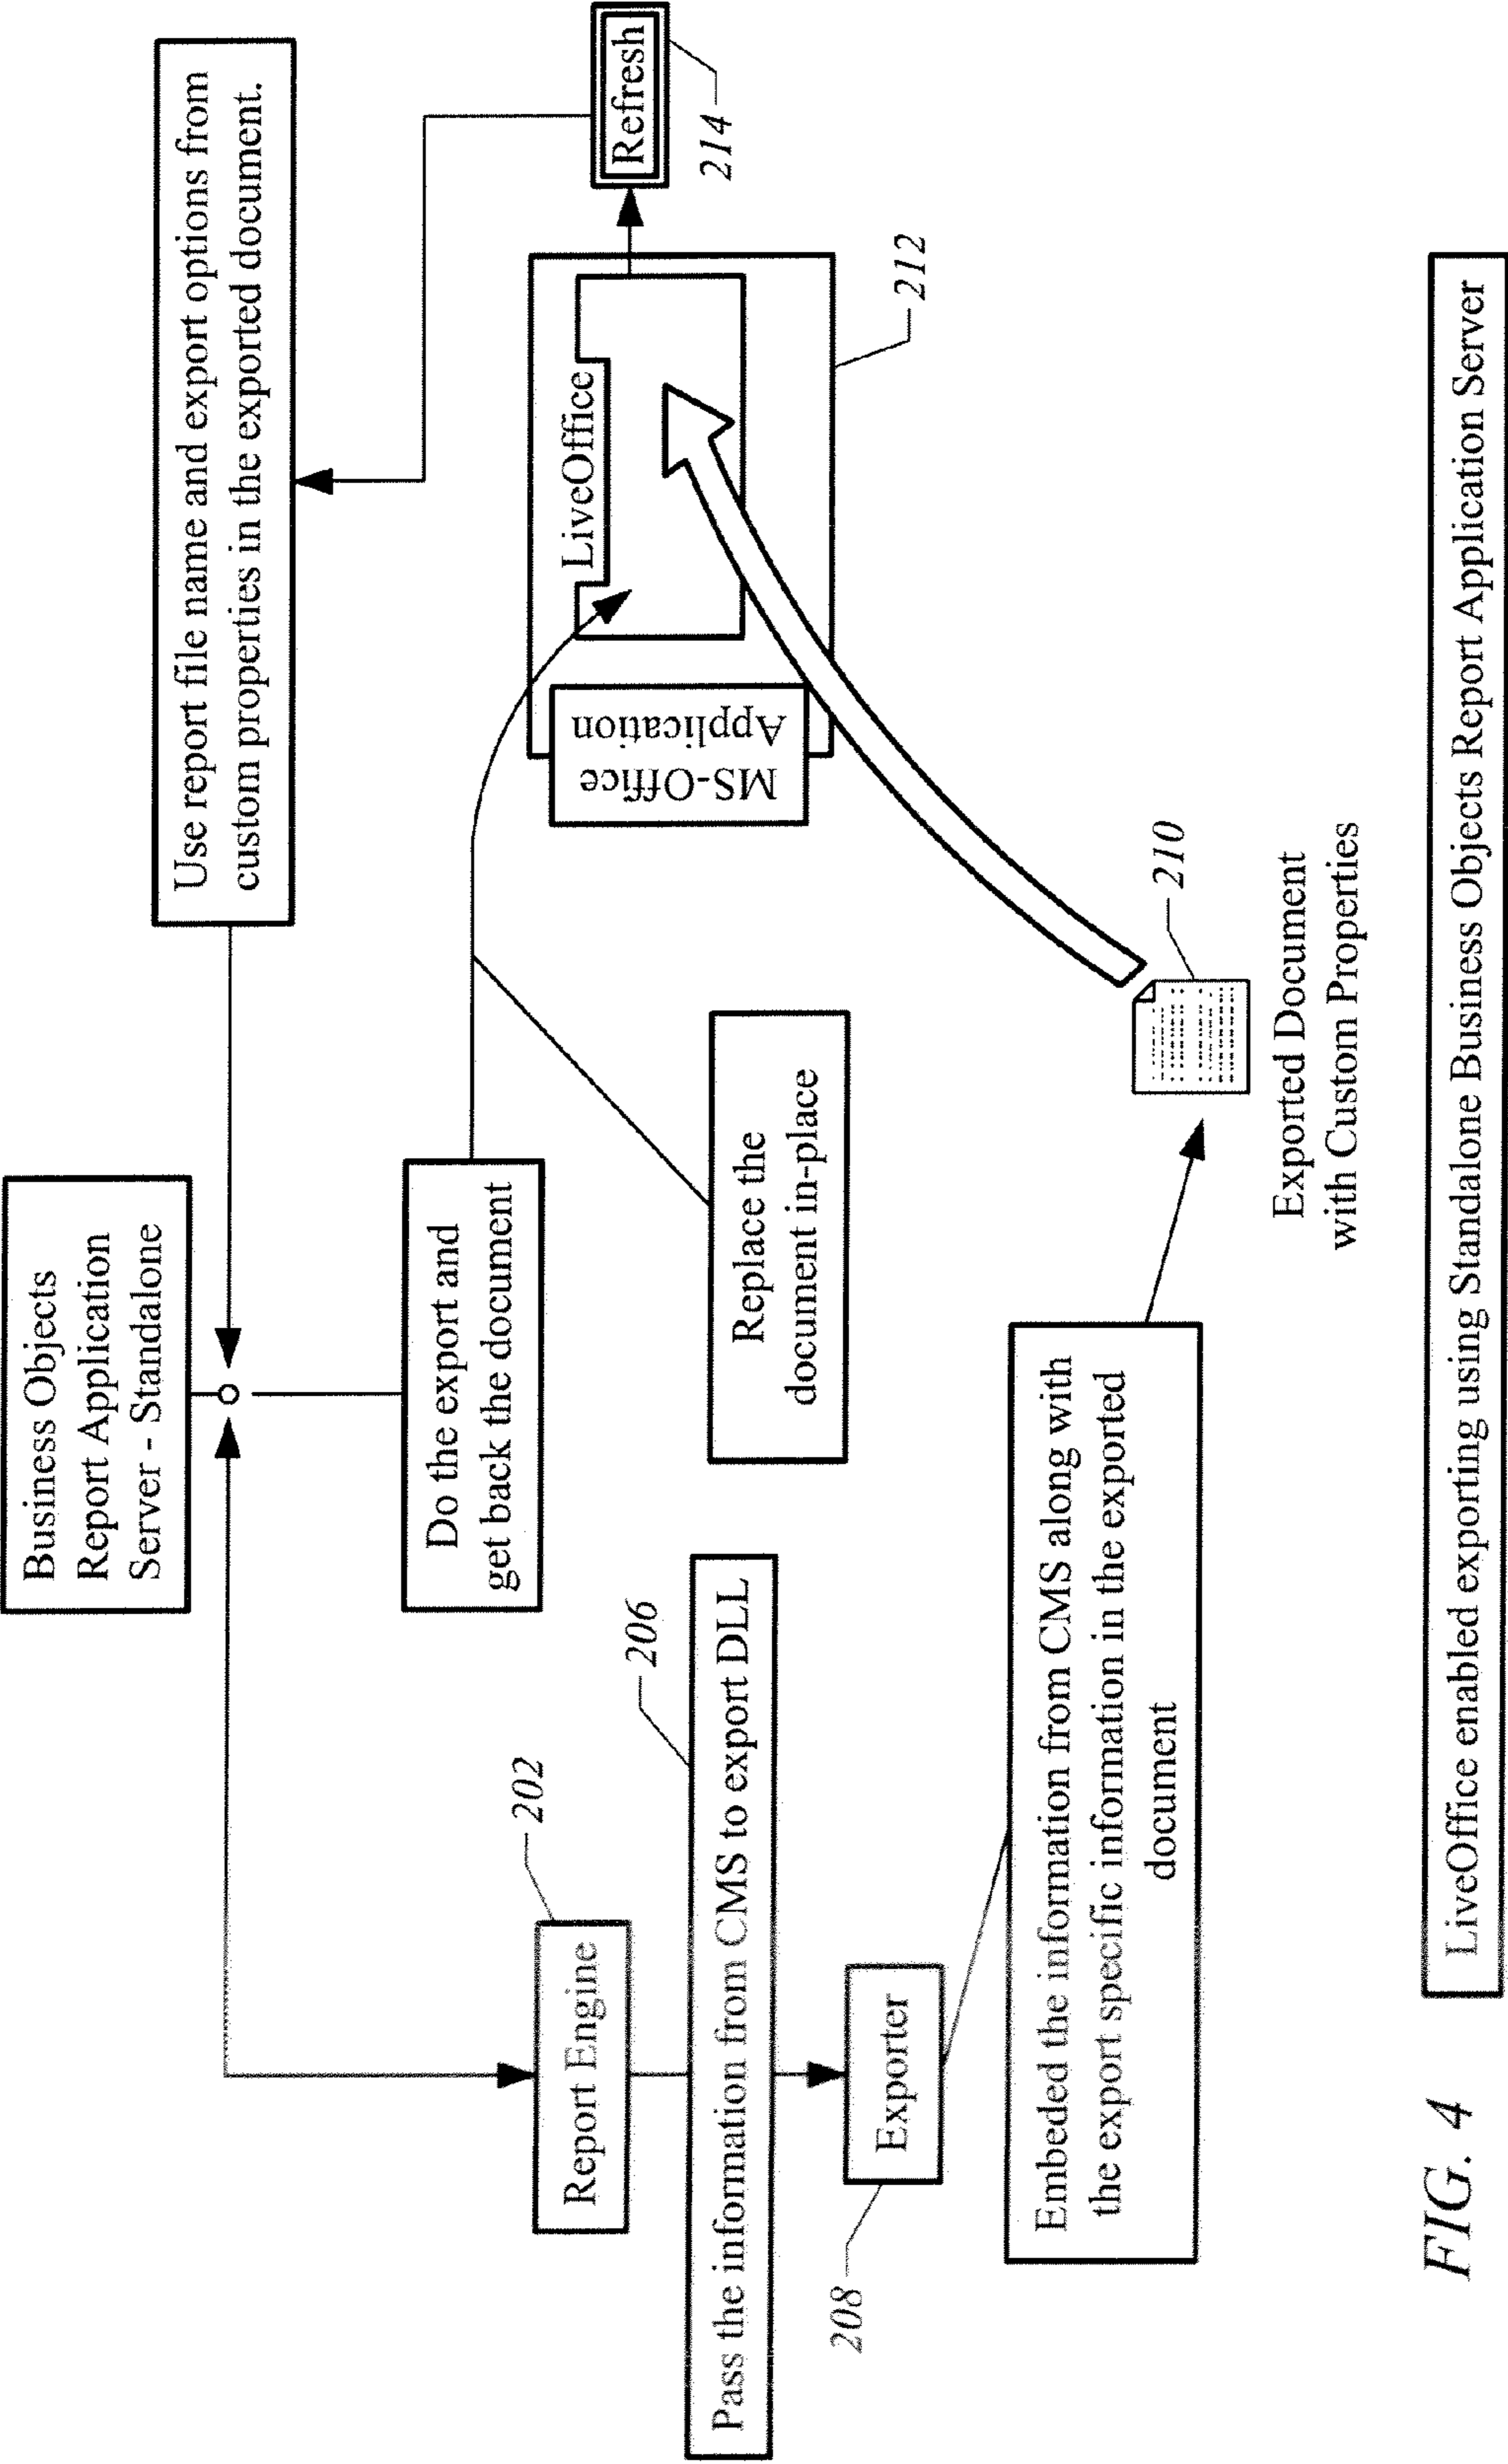 Business Objects
Report Application
Server - Standalone
Use report file name and export options from
custom properties in the exported document.
Do the export and
get back the document
202
Report Engine
206
Pass the information from CMS to export DLL
Replace the
document in-place
MS-Office
Application
LiveOffice
Refresh
214
212
208
Exporter
Embeded the information from CMS along with
the export specific information in the exported
document
210
Exported Document
with Custom Properties
FIG. 4
LiveOffice enabled exporting using Standalone Business Objects Report Application Server